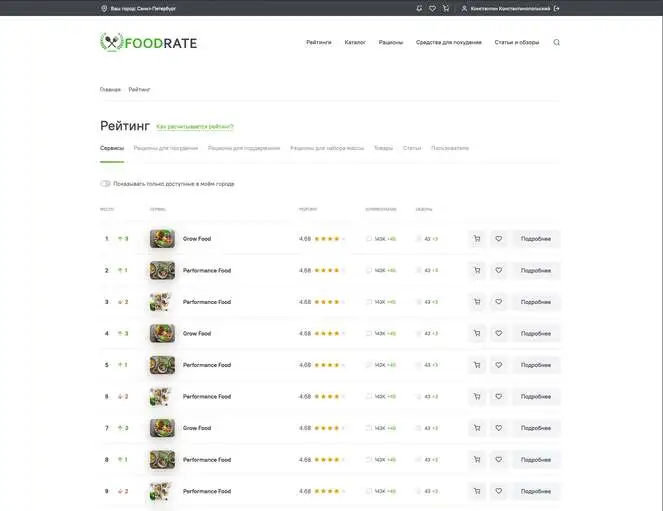 Ваш город: Санкт-Петербург Константин Константинопольский
FOODRATE Рейтинги Каталог Рационы Средства для похудения Статьи и обзоры
Главная Рейтинг
Рейтинг Как расчитывается рейтинг?
Сервисы Рационы для похудения Рационы для поддержания Рационы для набора массы Товары Статьи Пользователи
Показывать только доступные в моём городе
МЕСТО СЕРВИС РЕЙТИНГ КОММЕНТАРИИ ОБЗОРЫ
1 3 Grow Food 4.68 143K +45 43 +3 Подробнее
2 1 Performance Food 4.68 143K +45 43 +3 Подробнее
3 2 Performance Food 4.68 143K +45 43 +3 Подробнее
4 3 Grow Food 4.68 143K +45 43 +3 Подробнее
5 1 Performance Food 4.68 143K +45 43 +3 Подробнее
6 2 Performance Food 4.68 143K +45 43 +3 Подробнее
7 3 Grow Food 4.68 143K +45 43 +3 Подробнее
8 1 Performance Food 4.68 143K +45 43 +3 Подробнее
9 2 Performance Food 4.68 143K +45 43 +3 Подробнее